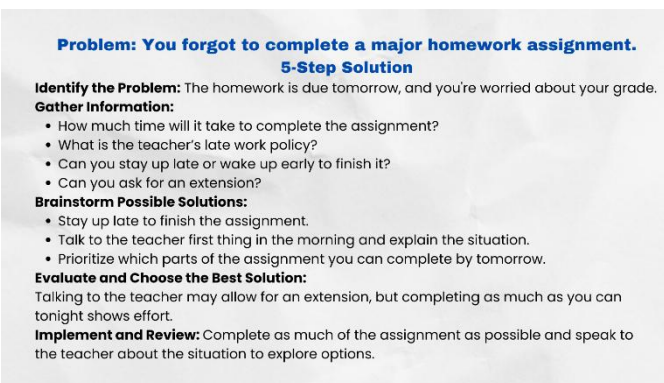 Problem: You forgot to complete a major homework assignment.
5-Step Solution
Identify the Problem: The homework is due tomorrow, and you're worried about your grade.
Gather Information:
• How much time will it take to complete the assignment?
• What is the teacher's late work policy?
• Can you stay up late or wake up early to finish it?
• Can you ask for an extension?
Brainstorm Possible Solutions:
• Stay up late to finish the assignment.
• Talk to the teacher first thing in the morning and explain the situation.
• Prioritize which parts of the assignment you can complete by tomorrow.
Evaluate and Choose the Best Solution:
Talking to the teacher may allow for an extension, but completing as much as you can
tonight shows effort.
Implement and Review: Complete as much of the assignment as possible and speak to
the teacher about the situation to explore options.